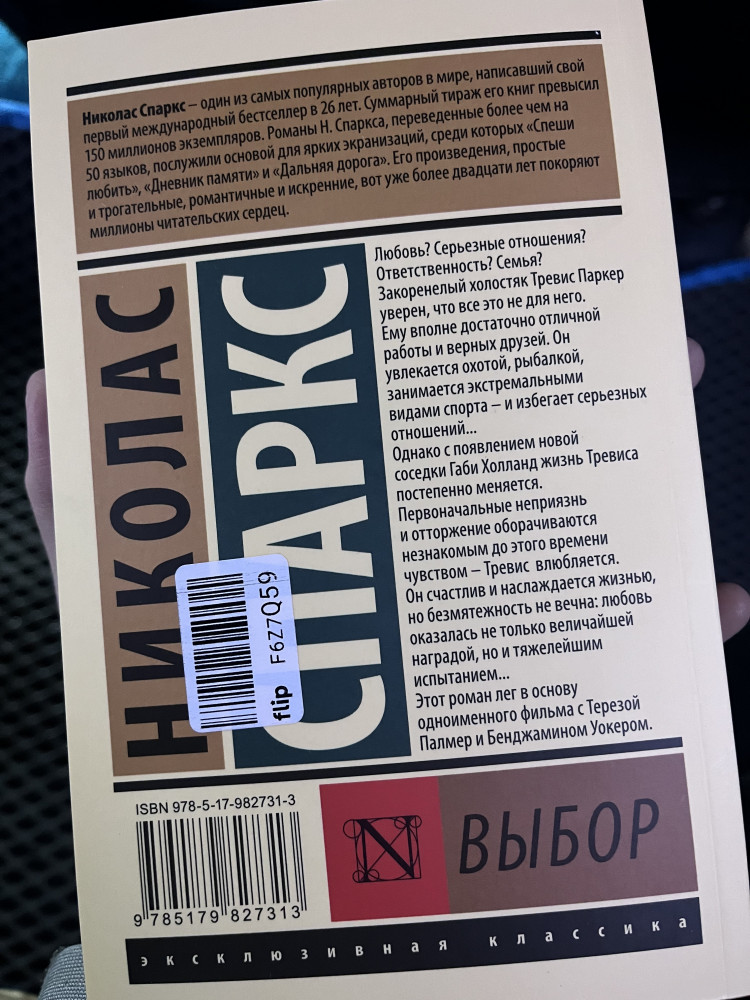 Николас Спаркс – один из самых популярных авторов в мире, написавший свой
первый международный бестселлер в 26 лет. Суммарный тираж его книг превысил
150 миллионов экземпляров. Романы Н. Спаркса, переведенные более чем на
50 языков, послужили основой для ярких экранизаций, среди которых «Спеши
любить», «Дневник памяти» и «Дальняя дорога». Его произведения, простые
и трогательные, романтичные и искренние, вот уже более двадцати лет покоряют
миллионы читательских сердец.
НИКОЛАС
СПАРКС
Любовь? Серьезные отношения?
Ответственность? Семья?
Закоренелый холостяк Тревис Паркер
уверен, что все это не для него.
Ему вполне достаточно отличной
работы и верных друзей. Он
увлекается охотой, рыбалкой,
занимается экстремальными
видами спорта – и избегает серьезных
отношений...
Однако с появлением новой
соседки Габи Холланд жизнь Тревиса
постепенно меняется.
Первоначальные неприязнь
и отторжение оборачиваются
незнакомым до этого времени
чувством – Тревис влюбляется.
Он счастлив и наслаждается жизнью,
но безмятежность не вечна: любовь
оказалась не только величайшей
наградой, но и тяжелейшим
испытанием...
Этот роман лег в основу
одноименного фильма с Терезой
Палмер и Бенджамином Уокером.
flip F6Z7Q59
ISBN 978-5-17-982731-3
9 785179 827313
N
ВЫБОР
эксклюзивная классика